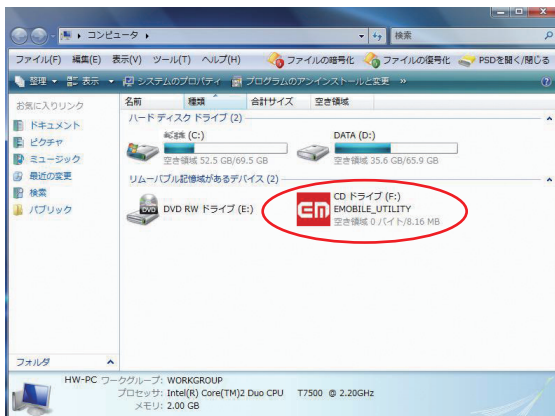 コンピュータ
検索
ファイル(F) 編集(E) 表示(V) ツール(T) ヘルプ(H) ファイルの暗号化 ファイルの復号化 PSDを開く/閉じる
整理 表示 システムのプロパティ プログラムのアンインストールと変更 »
お気に入りリンク
ドキュメント
ピクチャ
ミュージック
最近の変更
検索
パブリック
フォルダ
名前 種類 合計サイズ 空き領域
ハード ディスク ドライブ (2)
(C:)
空き領域 52.5 GB/69.5 GB
DATA (D:)
空き領域 35.6 GB/65.9 GB
リムーバブル記憶域があるデバイス (2)
DVD RW ドライブ (E:)
CD ドライブ (F:)
EMOBILE_UTILITY
空き領域 0 バイト/8.16 MB
HW-PC ワークグループ: WORKGROUP
プロセッサ: Intel(R) Core(TM)2 Duo CPU T7500 @ 2.20GHz
メモリ: 2.00 GB